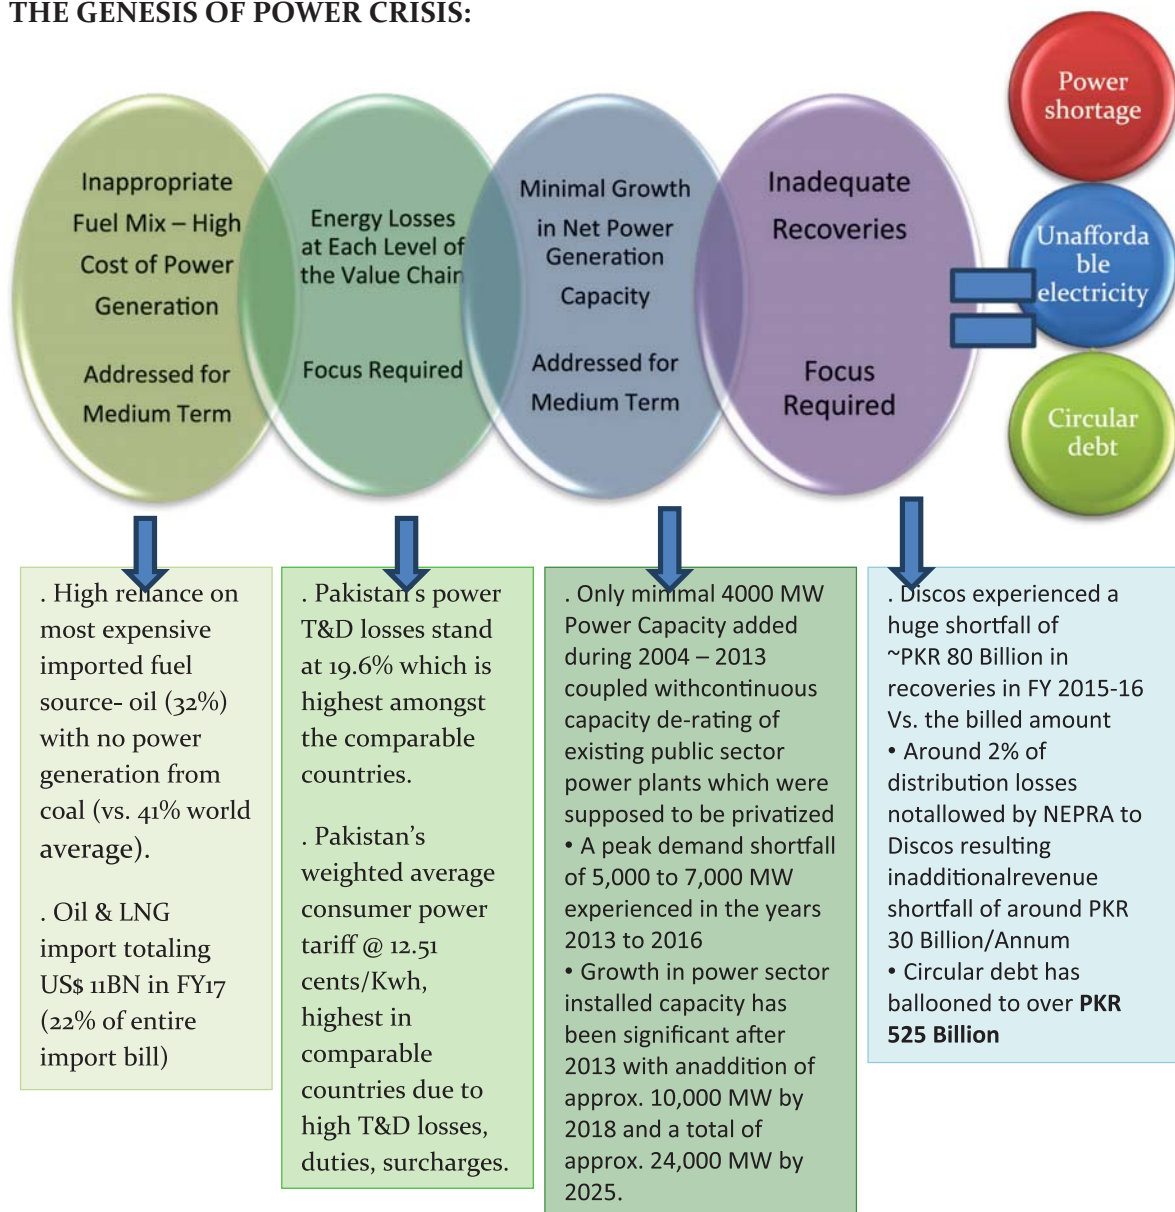 THE GENESIS OF POWER CRISIS:
Inappropriate
Fuel Mix – High
Cost of Power
Generation
Addressed for
Medium Term
Energy Losses
at Each Level of
the Value Chain
Focus Required
Minimal Growth
in Net Power
Generation
Capacity
Addressed for
Medium Term
Inadequate
Recoveries
Focus
Required
Power
shortage
Unafforda
ble
electricity
Circular
debt
. High reliance on
most expensive
imported fuel
source- oil (32%)
with no power
generation from
coal (vs. 41% world
average).
. Oil & LNG
import totaling
US$ 11BN in FY17
(22% of entire
import bill)
. Pakistan's power
T&D losses stand
at 19.6% which is
highest amongst
the comparable
countries.
. Pakistan's
weighted average
consumer power
tariff @ 12.51
cents/Kwh,
highest in
comparable
countries due to
high T&D losses,
duties, surcharges.
. Only minimal 4000 MW
Power Capacity added
during 2004 – 2013
coupled withcontinuous
capacity de-rating of
existing public sector
power plants which were
supposed to be privatized
• A peak demand shortfall
of 5,000 to 7,000 MW
experienced in the years
2013 to 2016
• Growth in power sector
installed capacity has
been significant after
2013 with anaddition of
approx. 10,000 MW by
2018 and a total of
approx. 24,000 MW by
2025.
. Discos experienced a
huge shortfall of
~PKR 80 Billion in
recoveries in FY 2015-16
Vs. the billed amount
• Around 2% of
distribution losses
notallowed by NEPRA to
Discos resulting
inadditionalrevenue
shortfall of around PKR
30 Billion/Annum
• Circular debt has
ballooned to over PKR
525 Billion